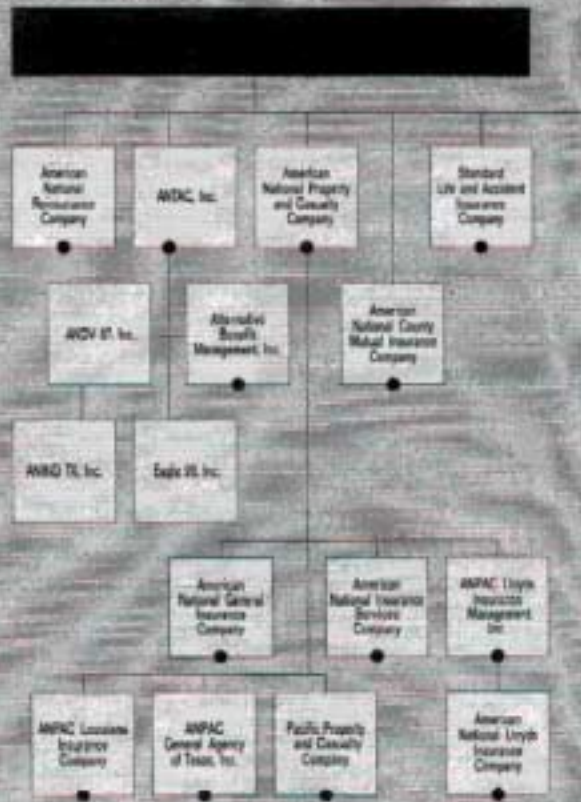 American
National
Reinsurance
Company
ANTAC, Inc.
American
National Property
and Casualty
Company
Standard
Life and Accident
Insurance
Company
Inc.
Alternative
Benefit
Management, Inc.
American
National County
Mutual Insurance
Company
ANIND TX, Inc.
Eagle Inc.
American
National General
Insurance
Company
American
National Insurance
Services
Company
ANPAC Lloyds
Insurance
Management,
Inc.
ANPAC Louisiana
Insurance
Company
ANPAC
General Agency
of Texas, Inc.
Pacific Property
and Casualty
Company
American
National Lloyds
Insurance
Company